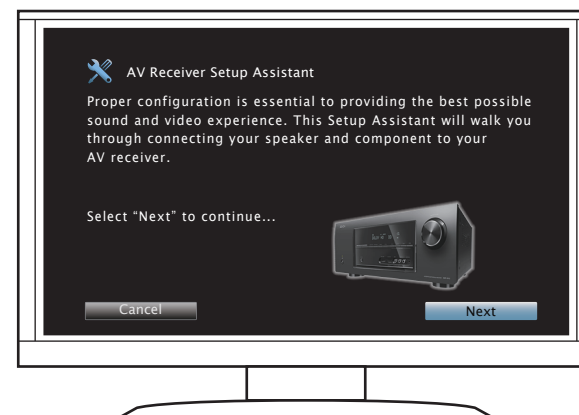 AV Receiver Setup Assistant
Proper configuration is essential to providing the best possible
sound and video experience. This Setup Assistant will walk you
through connecting your speaker and component to your
AV receiver.
Select “Next” to continue...
Cancel
Next